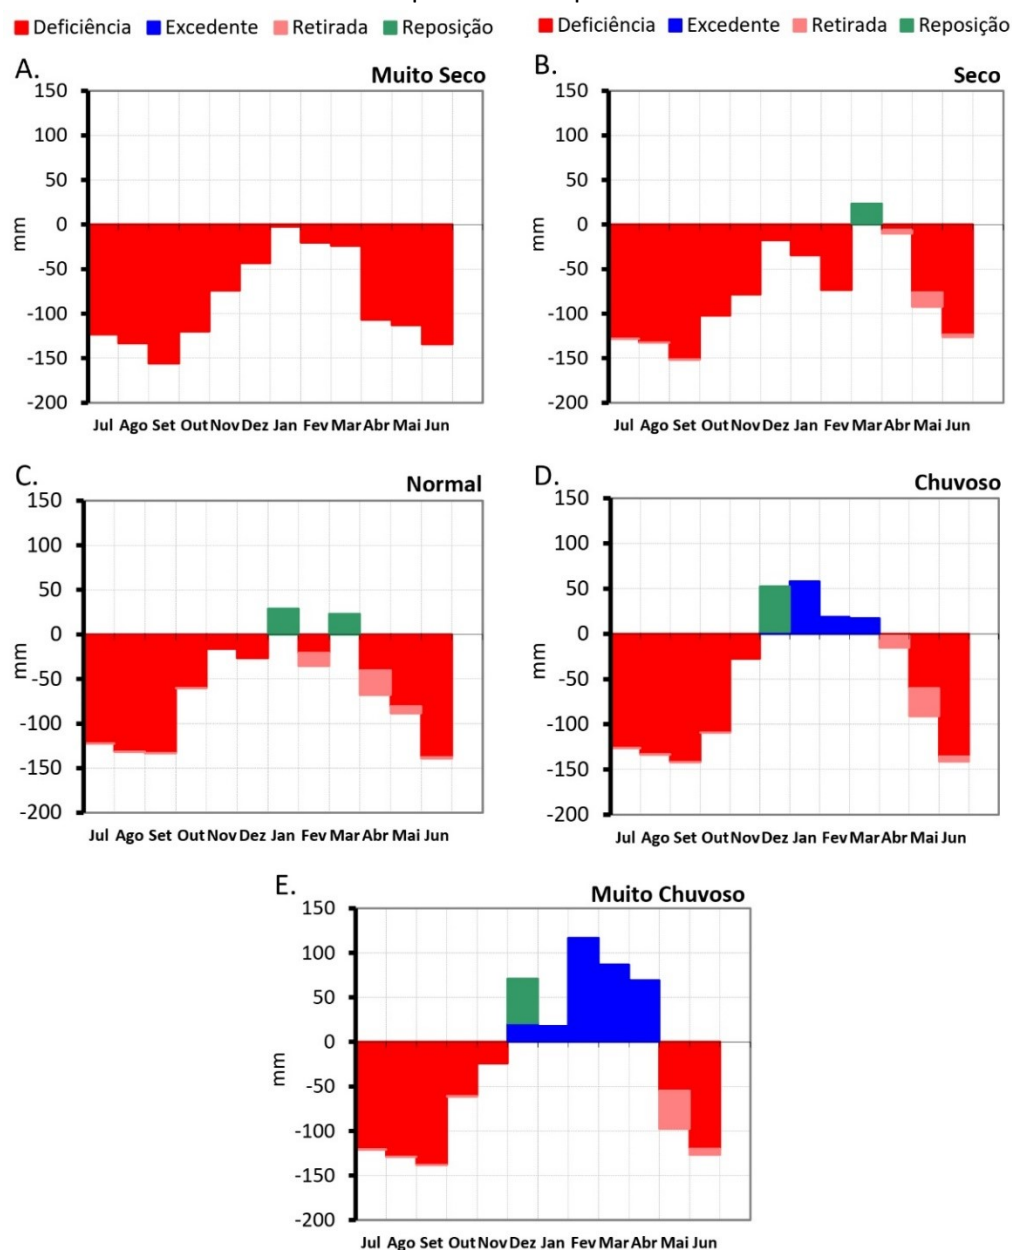 Deficiência Excedente Retirada Reposição
Deficiência Excedente Retirada Reposição
A.
Muito Seco
150
100
50
0
-50
-100
-150
-200
mm
Jul Ago Set Out Nov Dez Jan Fev Mar Abr Mai Jun
B.
Seco
150
100
50
0
-50
-100
-150
-200
mm
Jul Ago Set Out Nov Dez Jan Fev Mar Abr Mai Jun
C.
Normal
150
100
50
0
-50
-100
-150
-200
mm
Jul Ago Set Out Nov Dez Jan Fev Mar Abr Mai Jun
D.
Chuvoso
150
100
50
0
-50
-100
-150
-200
mm
Jul Ago Set Out Nov Dez Jan Fev Mar Abr Mai Jun
E.
Muito Chuvoso
150
100
50
0
-50
-100
-150
-200
mm
Jul Ago Set Out Nov Dez Jan Fev Mar Abr Mai Jun